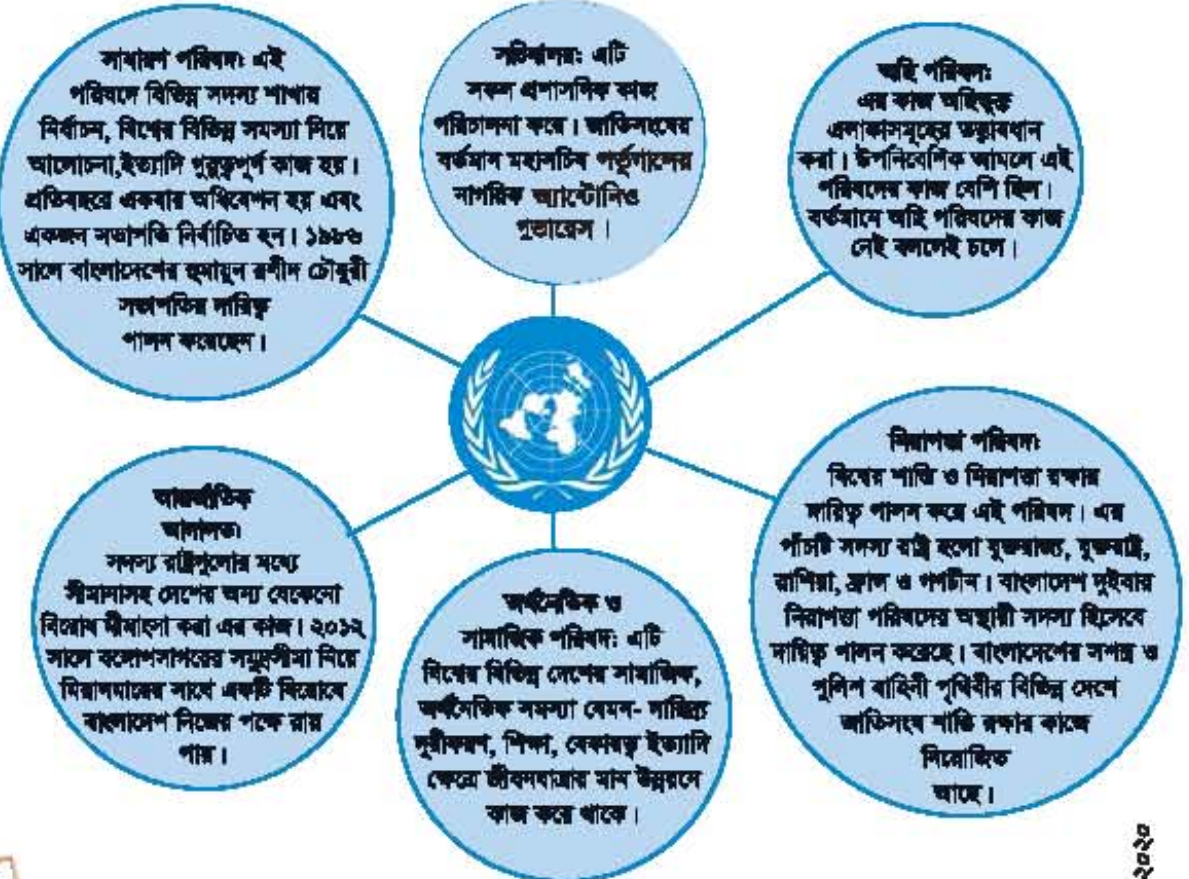 সাধারণ পরিষদ: এই
পরিষদে বিভিন্ন সদস্য শাখার
নির্বাচন, বিশ্বের বিভিন্ন সমস্যা নিয়ে
আলোচনা,ইত্যাদি গুরুত্বপূর্ণ কাজ হয়।
প্রতিবছরে একবার অধিবেশন হয় এবং
একজন সভাপতি নির্বাচিত হন। ১৯৮৬
সালে বাংলাদেশের হুমায়ুন রশীদ চৌধুরী
সভাপতির দায়িত্ব
পালন করেছেন।
সচিবালয়: এটি
সকল প্রশাসনিক কাজ
পরিচালনা করে। জাতিসংঘের
বর্তমান মহাসচিব পর্তুগালের
নাগরিক অ্যান্টোনিও
গুতারেস।
অছি পরিষদ:
এর কাজ অছিভুক্ত
এলাকাসমূহের তত্ত্বাবধান
করা। ঔপনিবেশিক আমলে এই
পরিষদের কাজ বেশি ছিল।
বর্তমানে অছি পরিষদের কাজ
নেই বললেই চলে।
আন্তর্জাতিক
আদালত:
সদস্য রাষ্ট্রগুলোর মধ্যে
সীমানাসহ দেশের অন্য যেকোনো
বিরোধ মীমাংসা করা এর কাজ। ২০১২
সালে বঙ্গোপসাগরের সমুদ্রসীমা নিয়ে
মিয়ানমারের সাথে একটি বিরোধে
বাংলাদেশ নিজের পক্ষে রায়
পায়।
অর্থনৈতিক ও
সামাজিক পরিষদ: এটি
বিশ্বের বিভিন্ন দেশের সামাজিক,
অর্থনৈতিক সমস্যা যেমন- দারিদ্র্য
দূরীকরণ, শিক্ষা, বেকারত্ব ইত্যাদি
ক্ষেত্রে জীবনযাত্রার মান উন্নয়নে
কাজ করে থাকে।
নিরাপত্তা পরিষদ:
বিশ্বের শান্তি ও নিরাপত্তা রক্ষার
দায়িত্ব পালন করে এই পরিষদ। এর
পাঁচটি সদস্য রাষ্ট্র হলো যুক্তরাজ্য, যুক্তরাষ্ট্র,
রাশিয়া, ফ্রান্স ও গণচীন। বাংলাদেশ দুইবার
নিরাপত্তা পরিষদের অস্থায়ী সদস্য হিসেবে
দায়িত্ব পালন করেছে। বাংলাদেশের সশস্ত্র ও
পুলিশ বাহিনী পৃথিবীর বিভিন্ন দেশে
জাতিসংঘ শান্তি রক্ষার কাজে
নিয়োজিত
আছে।
২০২০